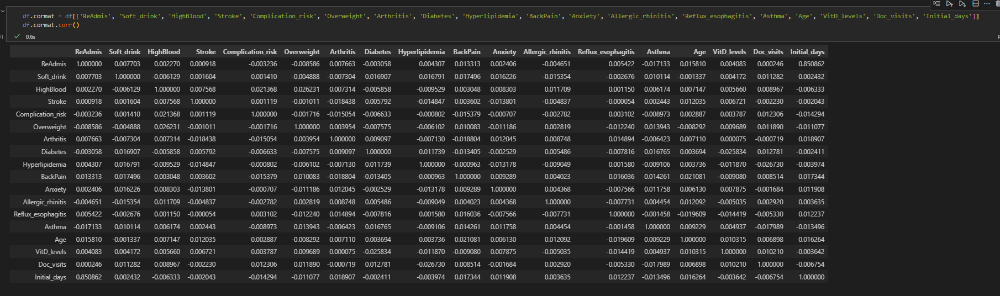 df.cormat = df[['ReAdmis', 'Soft_drink', 'HighBlood', 'Stroke', 'Complication_risk', 'Overweight', 'Arthritis', 'Diabetes', 'Hyperlipidemia', 'BackPain', 'Anxiety', 'Allergic_rhinitis', 'Reflux_esophagitis', 'Asthma', 'Age', 'VitD_levels', 'Doc_visits', 'Initial_days']]
df.cormat.corr()
0.6s
ReAdmis Soft_drink HighBlood Stroke Complication_risk Overweight Arthritis Diabetes Hyperlipidemia BackPain Anxiety Allergic_rhinitis Reflux_esophagitis Asthma Age VitD_levels Doc_visits Initial_days
ReAdmis 1.000000 0.007703 0.002270 0.000918 -0.003236 -0.008586 0.007663 -0.003058 0.004307 0.013313 0.002406 -0.004651 0.005422 -0.017133 0.015810 0.004083 0.000246 0.850862
Soft_drink 0.007703 1.000000 -0.006129 0.001604 0.001410 -0.004888 -0.007304 0.016907 0.016791 0.017496 0.016226 -0.015354 -0.002676 0.010114 -0.001337 0.004172 0.011282 0.002432
HighBlood 0.002270 -0.006129 1.000000 0.007568 0.021368 0.026231 0.007314 -0.005858 -0.009529 0.003048 0.008303 0.011709 0.001150 0.006174 0.007147 0.005660 0.008967 -0.006333
Stroke 0.000918 0.001604 0.007568 1.000000 0.001119 -0.001011 -0.018438 0.005792 -0.014847 0.003602 -0.013801 -0.004837 -0.000054 0.002443 0.012035 0.006721 -0.002230 -0.002043
Complication_risk -0.003236 0.001410 0.021368 0.001119 1.000000 -0.001716 -0.015054 -0.006633 -0.000802 -0.015379 -0.000707 -0.002782 0.003102 -0.008973 0.002887 0.003787 0.012306 -0.014294
Overweight -0.008586 -0.004888 0.026231 -0.001011 -0.001716 1.000000 0.003954 -0.007575 -0.006102 0.010083 -0.011186 0.002819 -0.012240 0.013943 -0.008292 0.009689 0.011890 -0.011077
Arthritis 0.007663 -0.007304 0.007314 -0.018438 -0.015054 0.003954 1.000000 0.009097 -0.007130 -0.018804 0.012045 0.008748 0.014894 -0.006423 0.007110 0.000075 -0.000719 0.018907
Diabetes -0.003058 0.016907 -0.005858 0.005792 -0.006633 -0.007575 0.009097 1.000000 0.011739 -0.013405 -0.002529 0.005486 -0.007816 0.016765 0.003694 -0.025834 0.012781 -0.002411
Hyperlipidemia 0.004307 0.016791 -0.009529 -0.014847 -0.000802 -0.006102 -0.007130 0.011739 1.000000 -0.000963 -0.013178 -0.009049 0.001580 -0.009106 0.003736 -0.011870 -0.026730 -0.003974
BackPain 0.013313 0.017496 0.003048 0.003602 -0.015379 0.010083 -0.018804 -0.013405 -0.000963 1.000000 0.009289 0.004023 0.016036 0.014261 0.021081 -0.009080 0.008514 0.017344
Anxiety 0.002406 0.016226 0.008303 -0.013801 -0.000707 -0.011186 0.012045 -0.002529 -0.013178 0.009289 1.000000 0.004368 -0.007566 0.011758 0.006130 0.007875 -0.001684 0.011908
Allergic_rhinitis -0.004651 -0.015354 0.011709 -0.004837 -0.002782 0.002819 0.008748 0.005486 -0.009049 0.004023 0.004368 1.000000 -0.007731 0.004454 0.012092 -0.005035 0.002920 0.003635
Reflux_esophagitis 0.005422 -0.002676 0.001150 -0.000054 0.003102 -0.012240 0.014894 -0.007816 0.001580 0.016036 -0.007566 -0.007731 1.000000 -0.001458 -0.019609 -0.014419 -0.005330 0.012237
Asthma -0.017133 0.010114 0.006174 0.002443 -0.008973 0.013943 -0.006423 0.016765 -0.009106 0.014261 0.011758 0.004454 -0.001458 1.000000 0.009229 0.004937 -0.017989 -0.013496
Age 0.015810 -0.001337 0.007147 0.012035 0.002887 -0.008292 0.007110 0.003694 0.003736 0.021081 0.006130 0.012092 -0.019609 0.009229 1.000000 0.010315 0.006898 0.016264
VitD_levels 0.004083 0.004172 0.005660 0.006721 0.003787 0.009689 0.000075 -0.025834 -0.011870 -0.009080 0.007875 -0.005035 -0.014419 0.004937 0.010315 1.000000 0.010210 -0.003642
Doc_visits 0.000246 0.011282 0.008967 -0.002230 0.012306 0.011890 -0.000719 0.012781 -0.026730 0.008514 -0.001684 0.002920 -0.005330 -0.017989 0.006898 0.010210 1.000000 -0.006754
Initial_days 0.850862 0.002432 -0.006333 -0.002043 -0.014294 -0.011077 0.018907 -0.002411 -0.003974 0.017344 0.011908 0.003635 0.012237 -0.013496 0.016264 -0.003642 -0.006754 1.000000